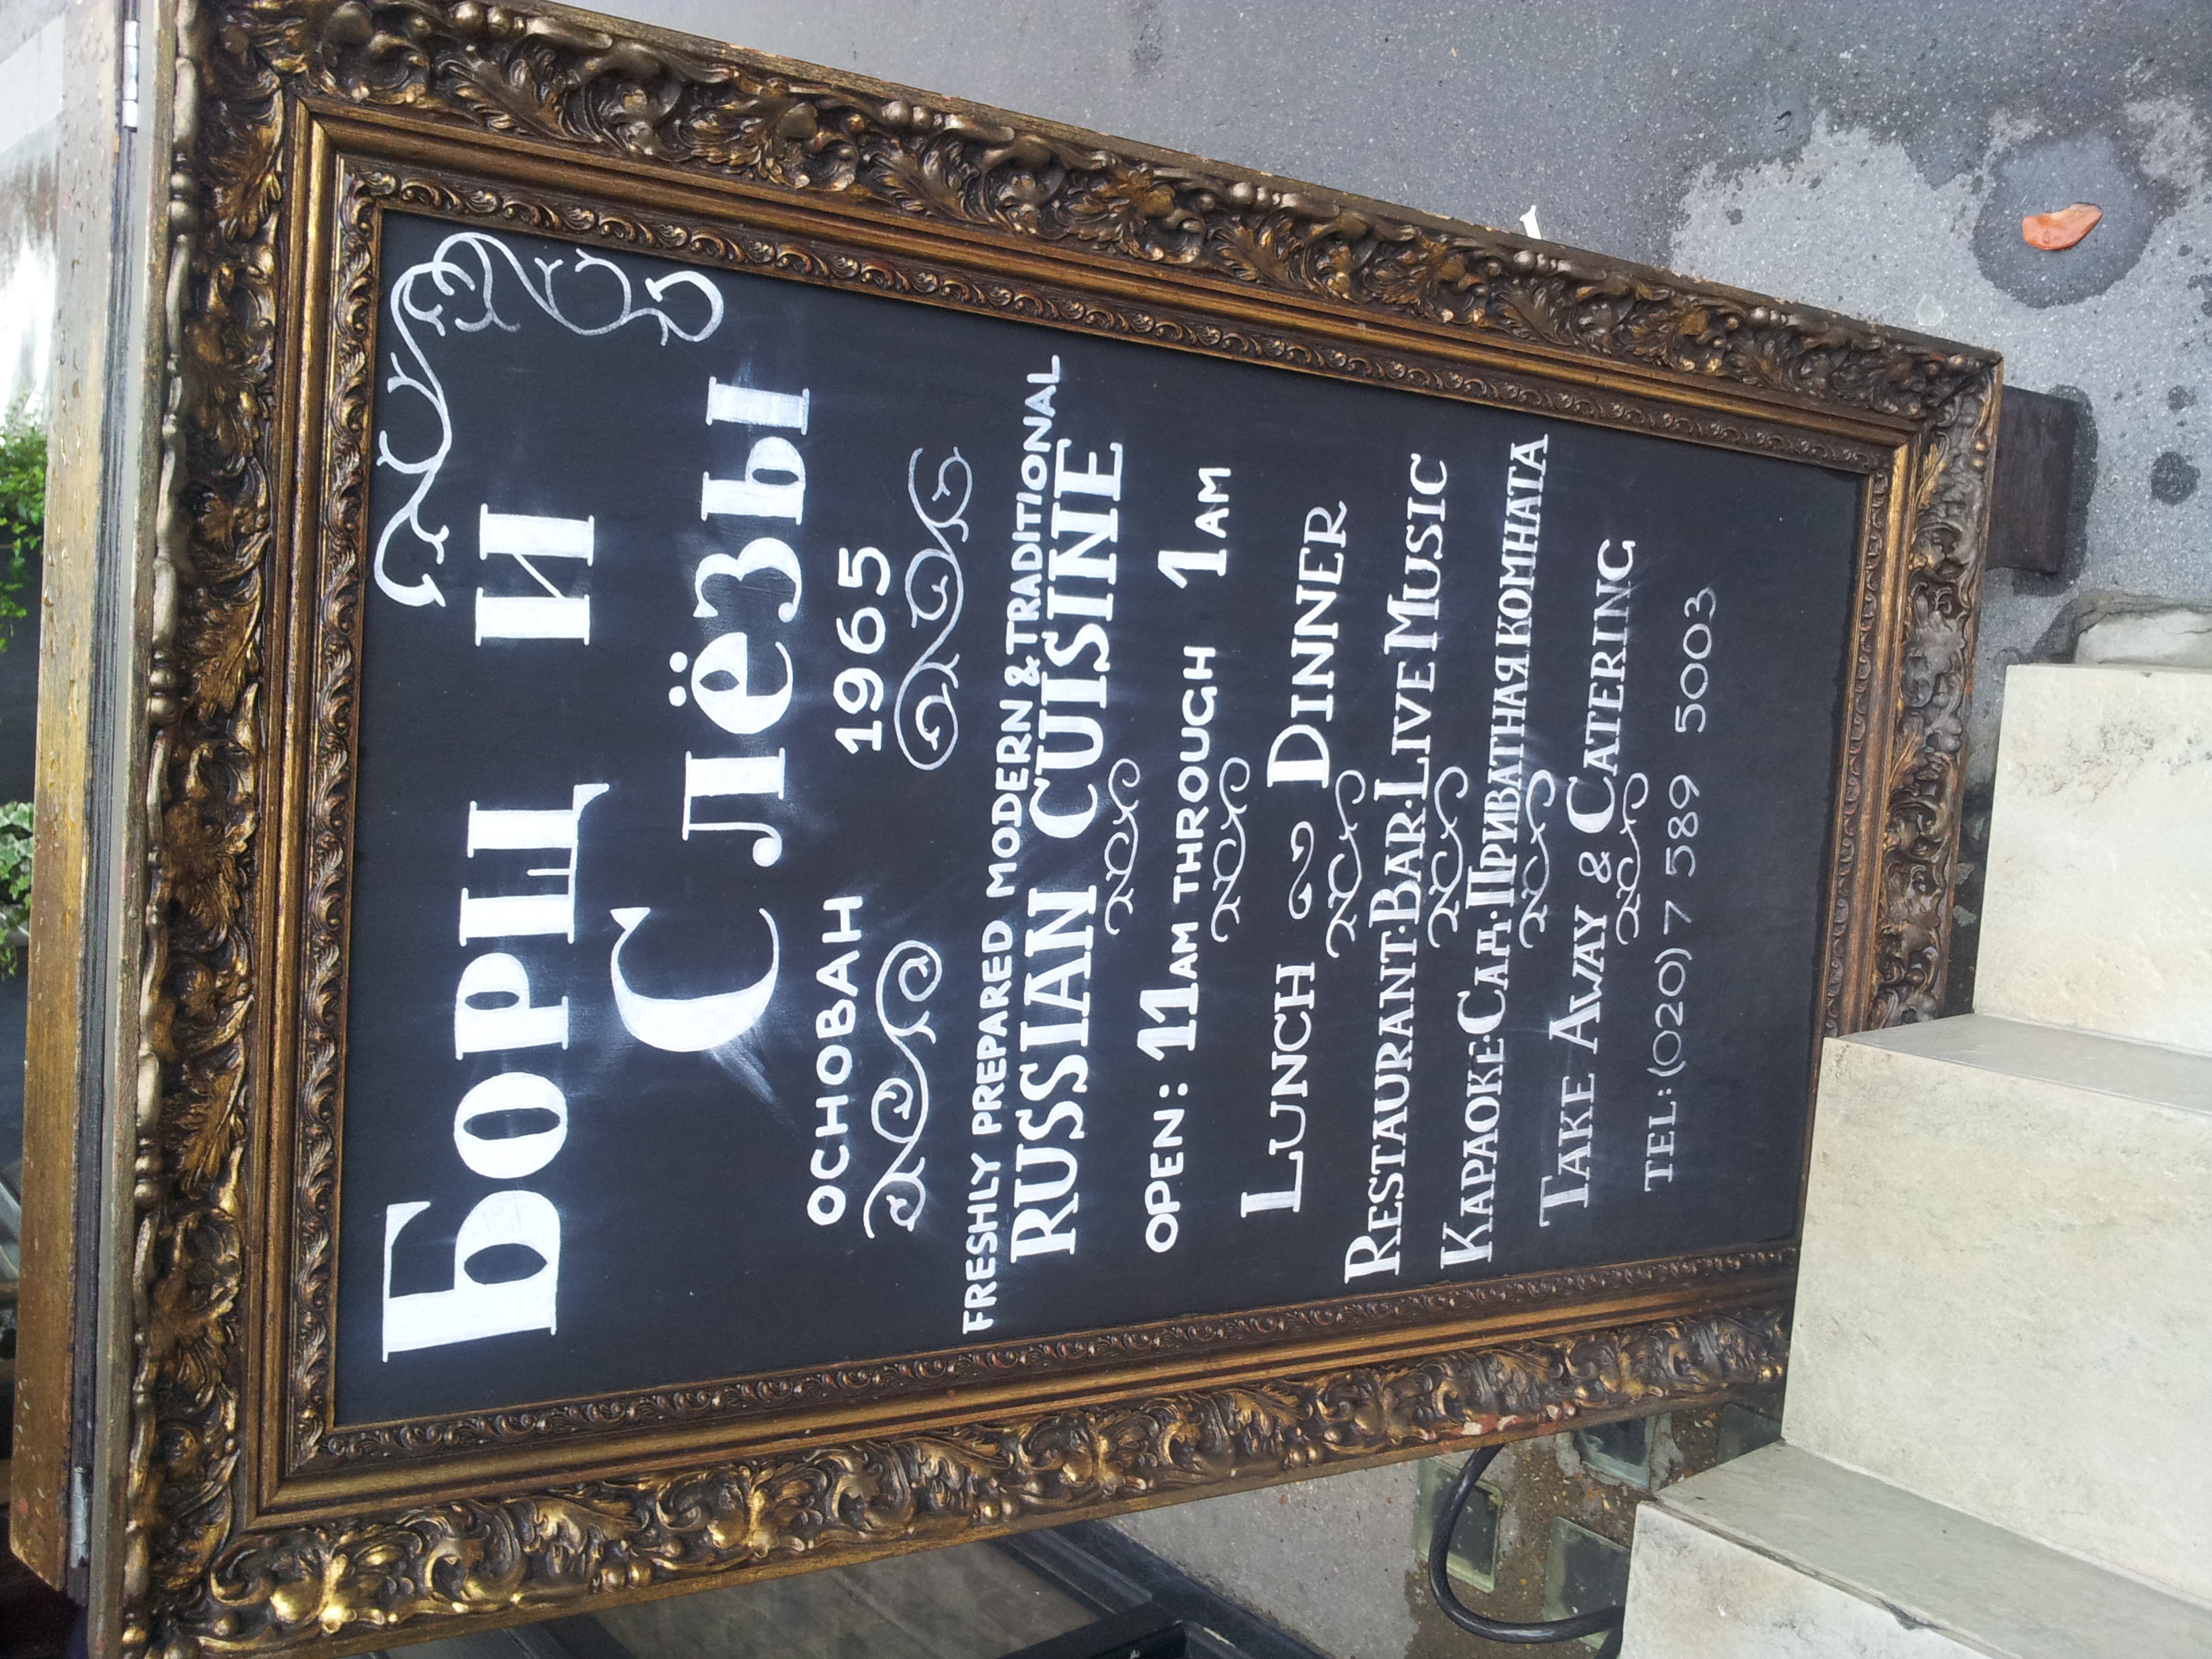 Борщ и
Слёзы
ОСНОВАН 1965
FRESHLY PREPARED MODERN & TRADITIONAL
RUSSIAN CUISINE
OPEN: 11AM THROUGH 1AM
LUNCH ~ DINNER
RESTAURANT·BAR·LIVE MUSIC
КАРАОКЕ·САД·ПРИВАТНАЯ КОМНАТА
TAKE AWAY & CATERING
TEL: (020) 7 589 5003